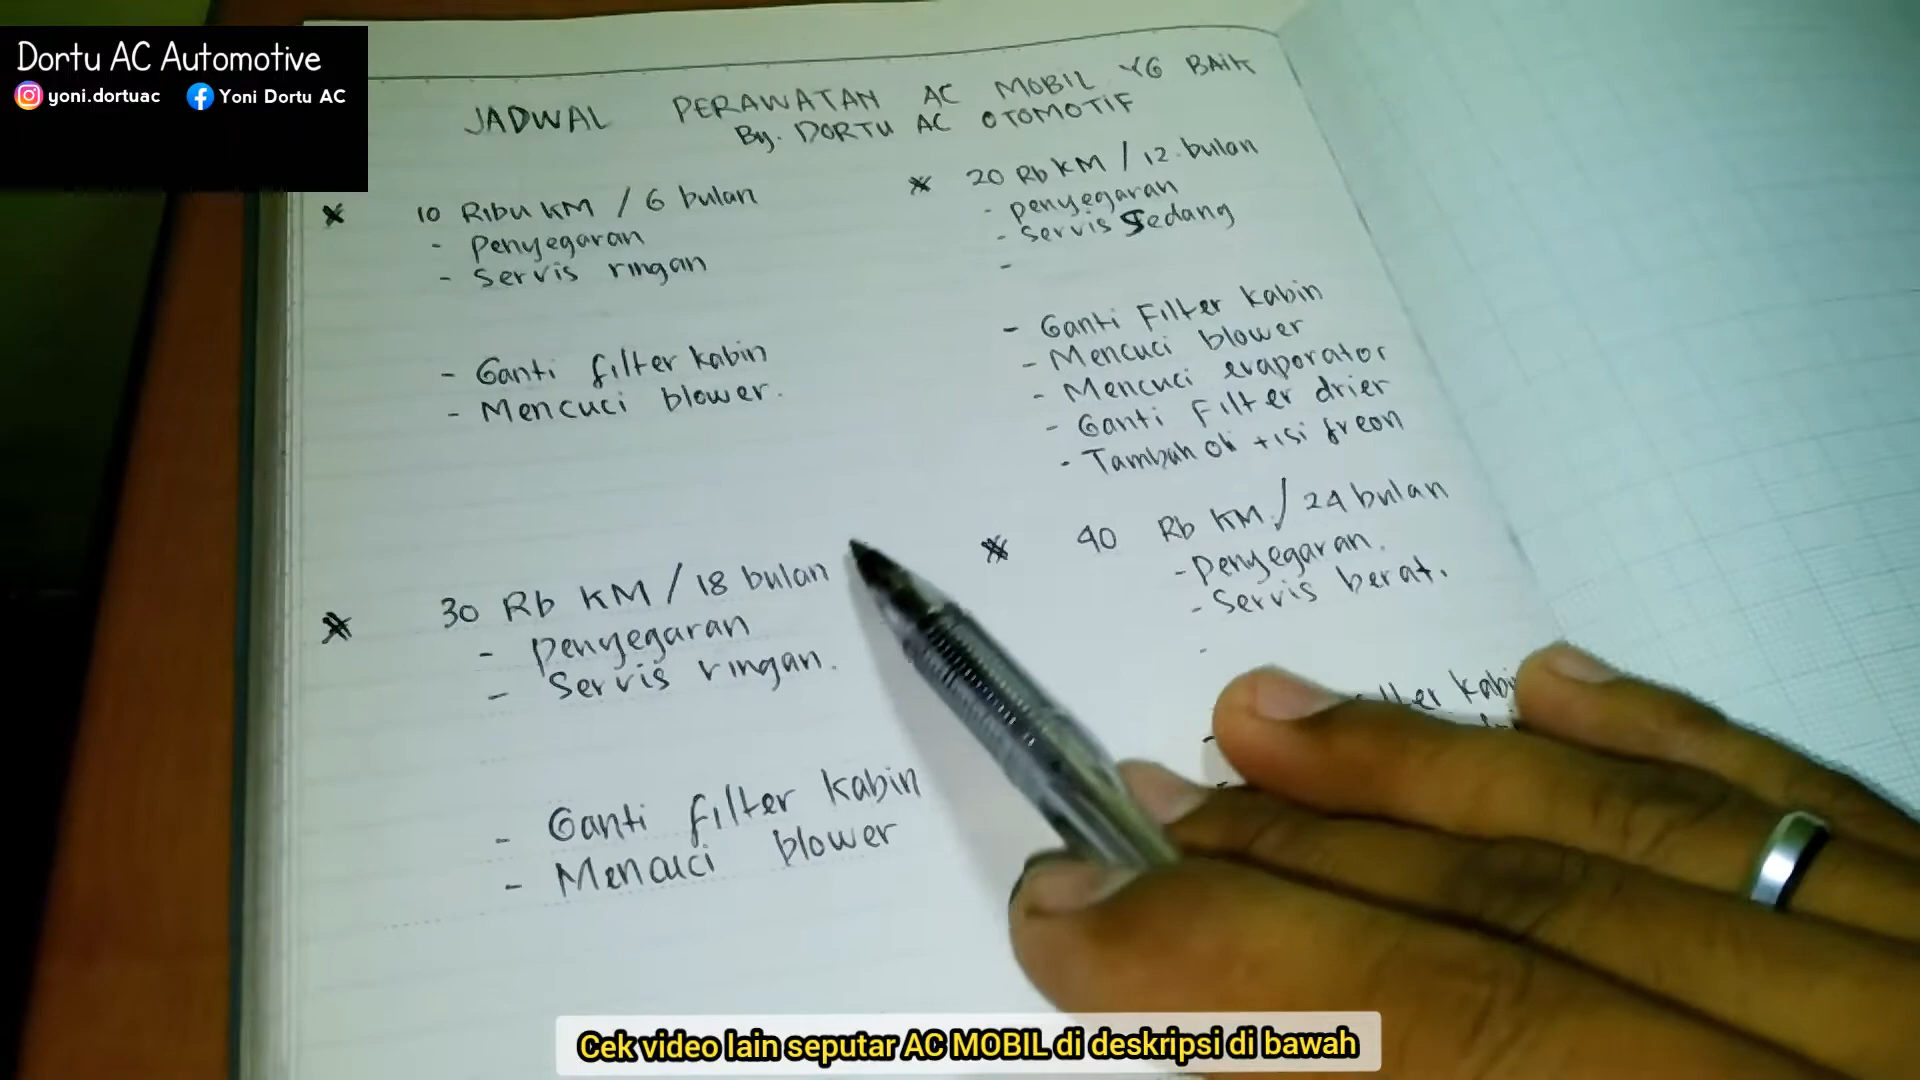 Dortu AC Automotive
yoni.dortuac
Yoni Dortu AC
JADWAL PERAWATAN AC MOBIL YG BAIK
By. DORTU AC OTOMOTIF
* 10 Ribu KM / 6 bulan
- Penyegaran
- Servis ringan
- Ganti filter kabin
- Mencuci blower.
* 20 Rb KM / 12 bulan
- Penyegaran
- Servis Sedang
-
- Ganti Filter kabin
- Mencuci blower
- Mencuci evaporator
- Ganti Filter drier
- Tambah oli + isi freon
* 30 Rb KM / 18 bulan
- Penyegaran
- Servis ringan.
- Ganti filter kabin
- Mencuci blower
* 40 Rb KM / 24 bulan
- Penyegaran.
- Servis berat.
-
kabin
Cek video lain seputar AC MOBIL di deskripsi di bawah